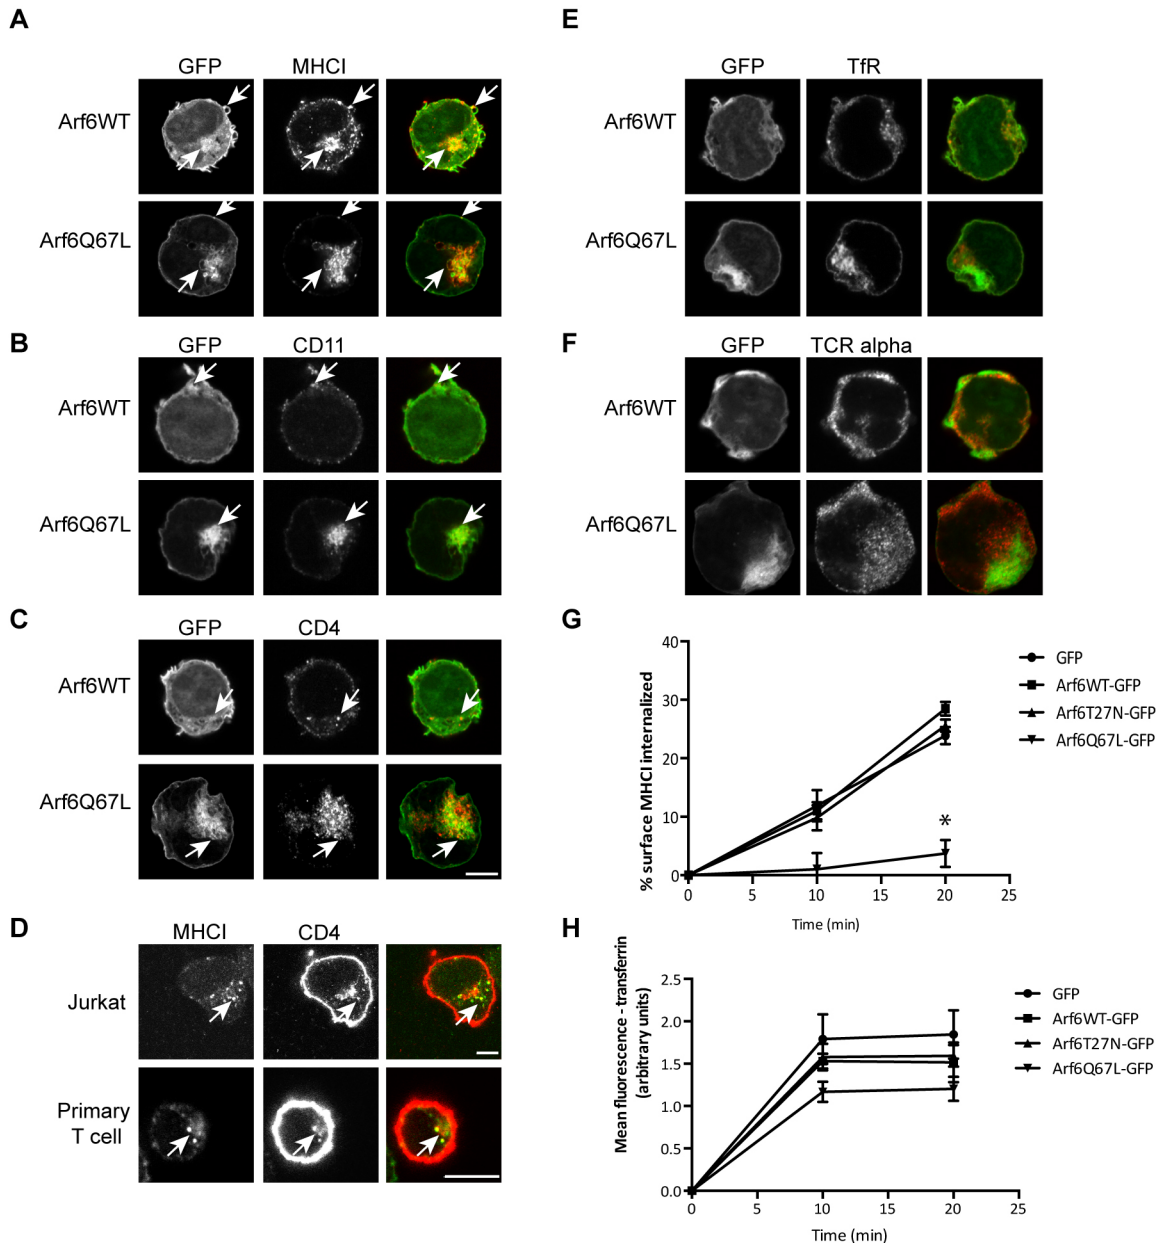 A
GFP MHCI
Arf6WT
Arf6Q67L
B
GFP CD11
Arf6WT
Arf6Q67L
C
GFP CD4
Arf6WT
Arf6Q67L
D
MHCI CD4
Jurkat
Primary
T cell
E
GFP TfR
Arf6WT
Arf6Q67L
F
GFP TCR alpha
Arf6WT
Arf6Q67L
G
% surface MHCI internalized
40
30
20
10
0
0 5 10 15 20 25
Time (min)
*
GFP
Arf6WT-GFP
Arf6T27N-GFP
Arf6Q67L-GFP
H
Mean fluorescence - transferrin
(arbitrary units)
2.5
2.0
1.5
1.0
0.5
0.0
0 5 10 15 20 25
Time (min)
GFP
Arf6WT-GFP
Arf6T27N-GFP
Arf6Q67L-GFP